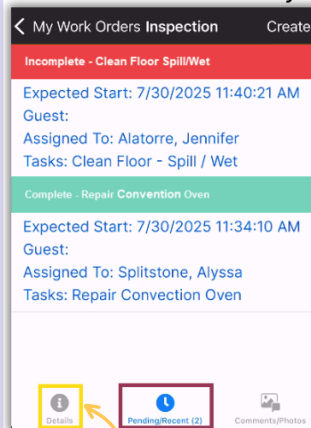 My Work Orders Inspection Create
Incomplete - Clean Floor Spill/Wet
Expected Start: 7/30/2025 11:40:21 AM
Guest:
Assigned To: Alatorre, Jennifer
Tasks: Clean Floor - Spill / Wet
Complete - Repair Convention Oven
Expected Start: 7/30/2025 11:34:10 AM
Guest:
Assigned To: Splitstone, Alyssa
Tasks: Repair Convection Oven
Details Pending/Recent (2) Comments/Photos